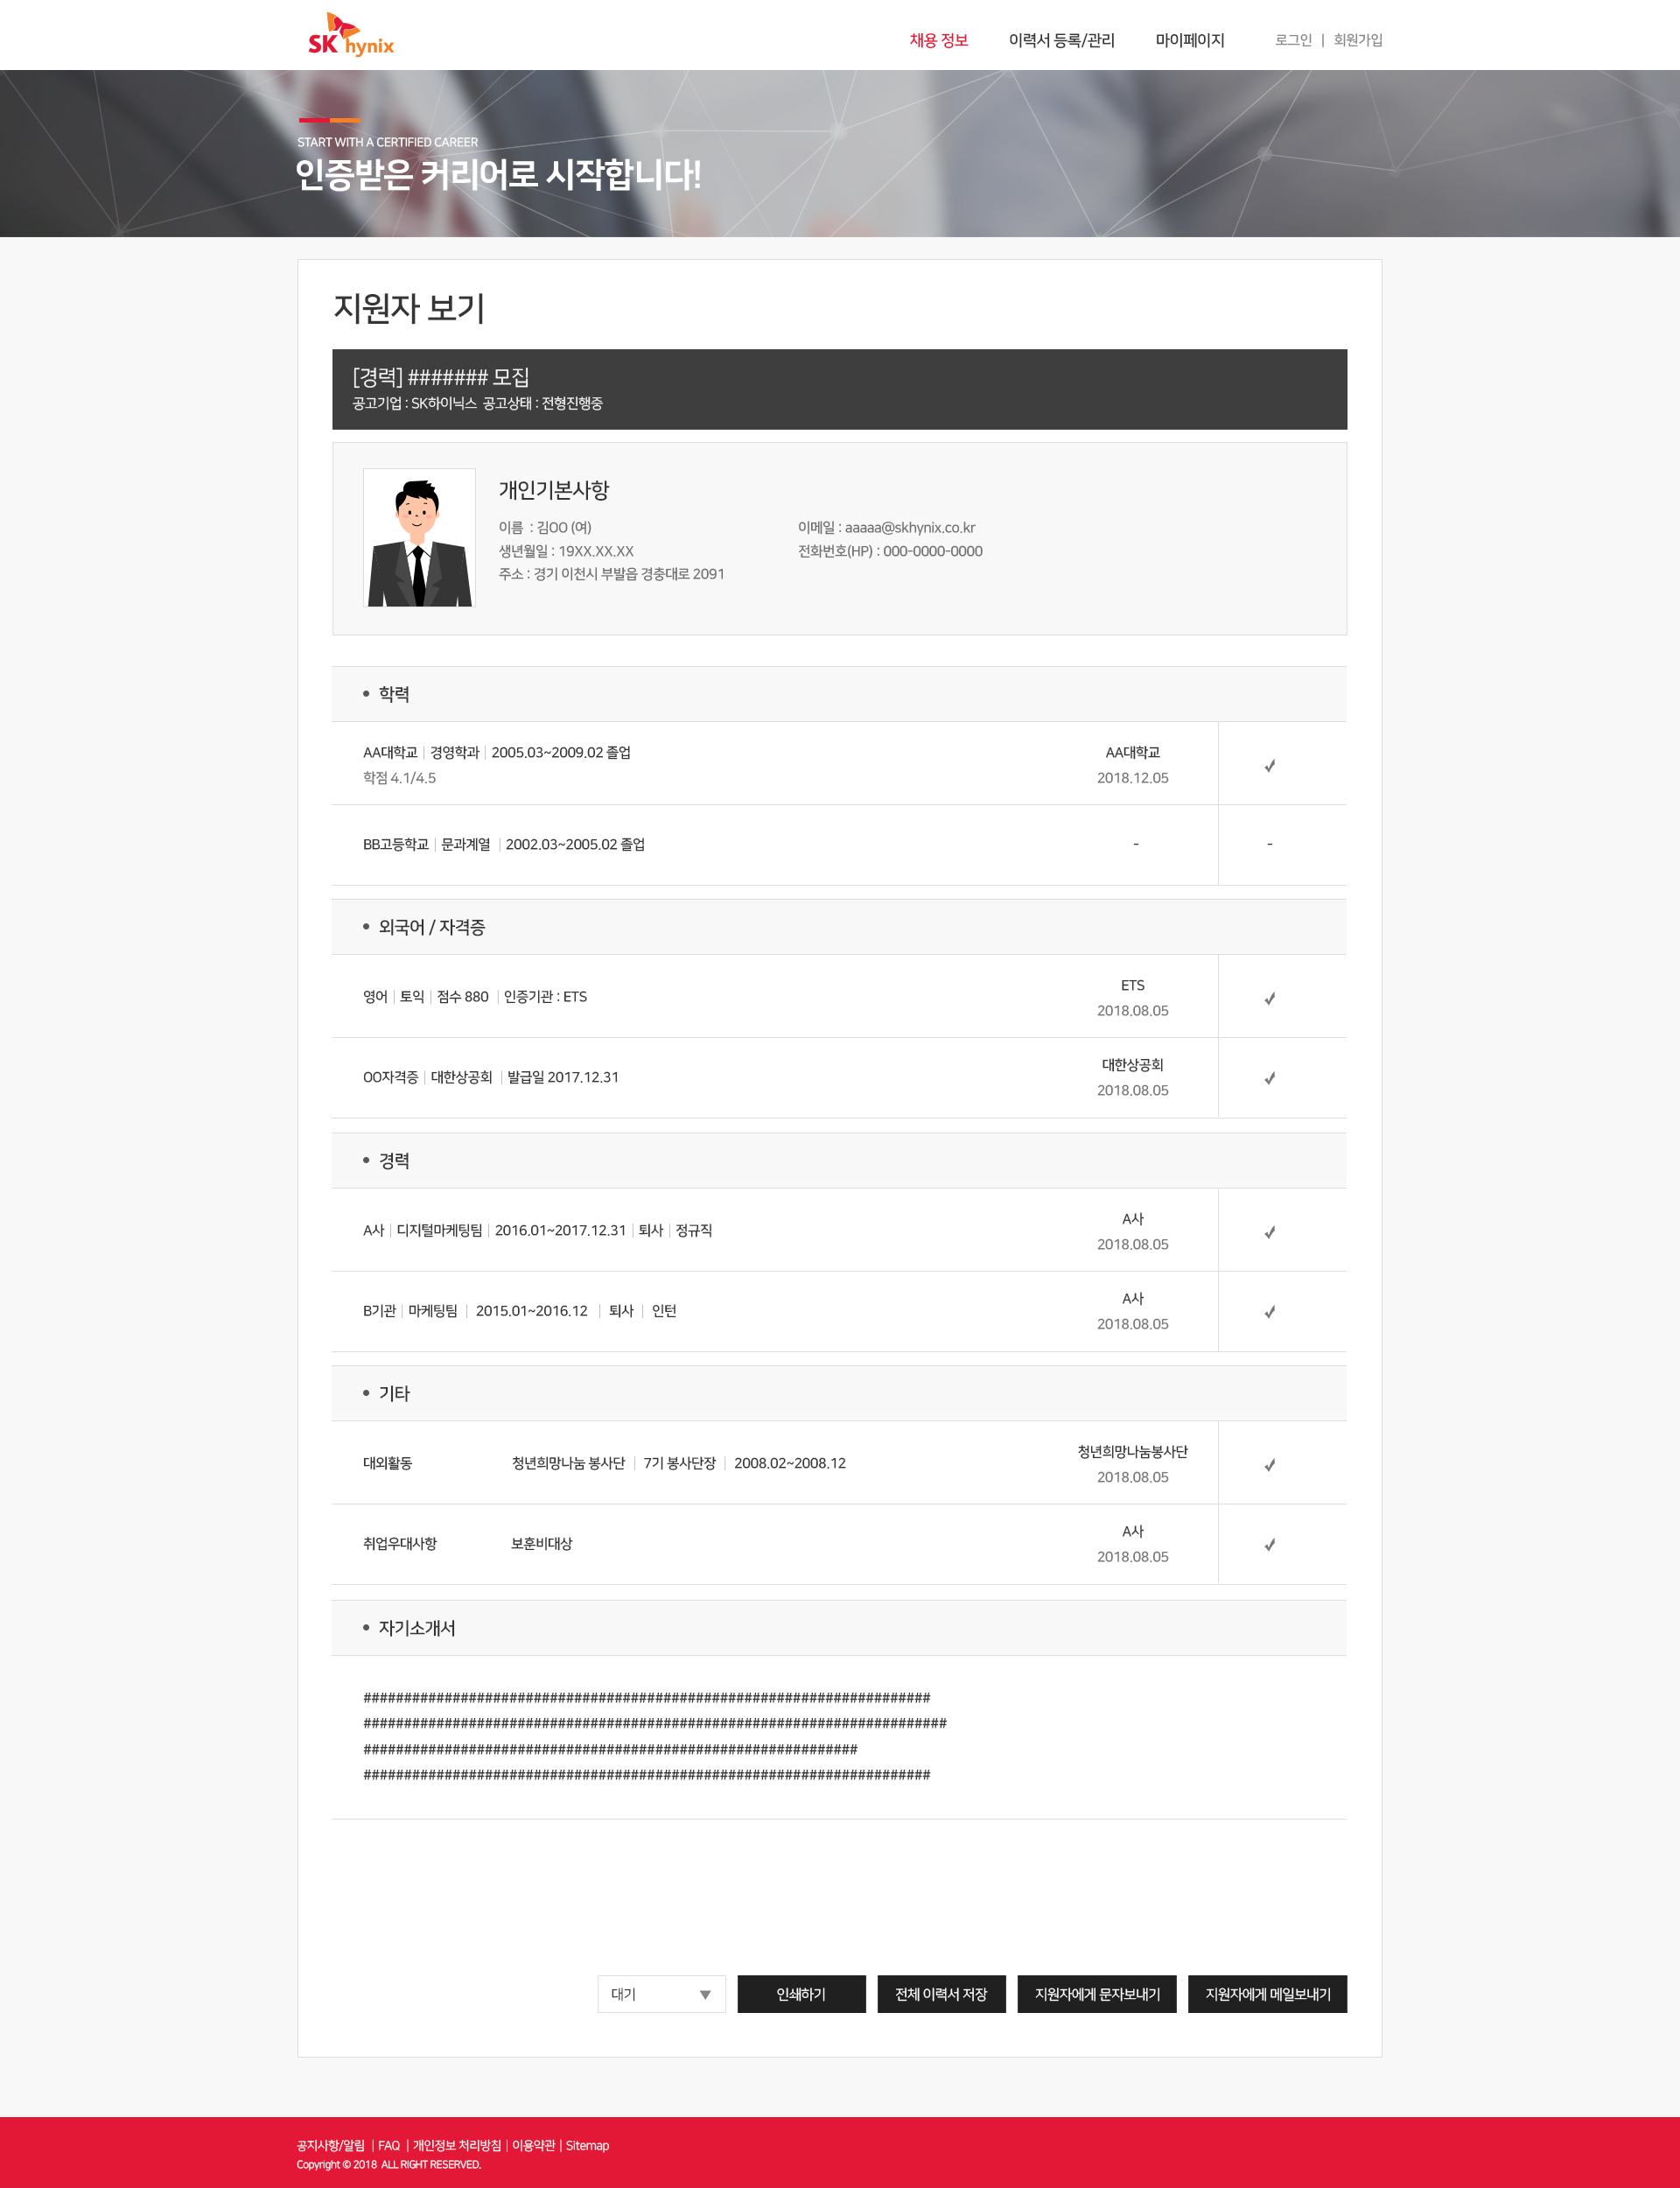 SK hynix
채용 정보 이력서 등록/관리 마이페이지 로그인 | 회원가입
START WITH A CERTIFIED CAREER
인증받은 커리어로 시작합니다!
지원자 보기
[경력] ####### 모집
공고기업 : SK하이닉스 공고상태 : 전형진행중
개인기본사항
이름 : 김OO (여) 이메일 : aaaaa@skhynix.co.kr
생년월일 : 19XX.XX.XX 전화번호(HP) : 000-0000-0000
주소 : 경기 이천시 부발읍 경충대로 2091
• 학력
AA대학교 | 경영학과 | 2005.03~2009.02 졸업 AA대학교
학점 4.1/4.5 2018.12.05 ✓
BB고등학교 | 문과계열 | 2002.03~2005.02 졸업 - -
• 외국어 / 자격증
영어 | 토익 | 점수 880 | 인증기관 : ETS ETS
2018.08.05 ✓
OO자격증 | 대한상공회 | 발급일 2017.12.31 대한상공회
2018.08.05 ✓
• 경력
A사 | 디지털마케팅팀 | 2016.01~2017.12.31 | 퇴사 | 정규직 A사
2018.08.05 ✓
B기관 | 마케팅팀 | 2015.01~2016.12 | 퇴사 | 인턴 A사
2018.08.05 ✓
• 기타
대외활동 청년희망나눔 봉사단 | 7기 봉사단장 | 2008.02~2008.12 청년희망나눔봉사단
2018.08.05 ✓
취업우대사항 보훈비대상 A사
2018.08.05 ✓
• 자기소개서
######################################################################
########################################################################
#############################################################
######################################################################
대기 ▼ 인쇄하기 전체 이력서 저장 지원자에게 문자보내기 지원자에게 메일보내기
공지사항/알림 | FAQ | 개인정보 처리방침 | 이용약관 | Sitemap
Copyright © 2018 ALL RIGHT RESERVED.